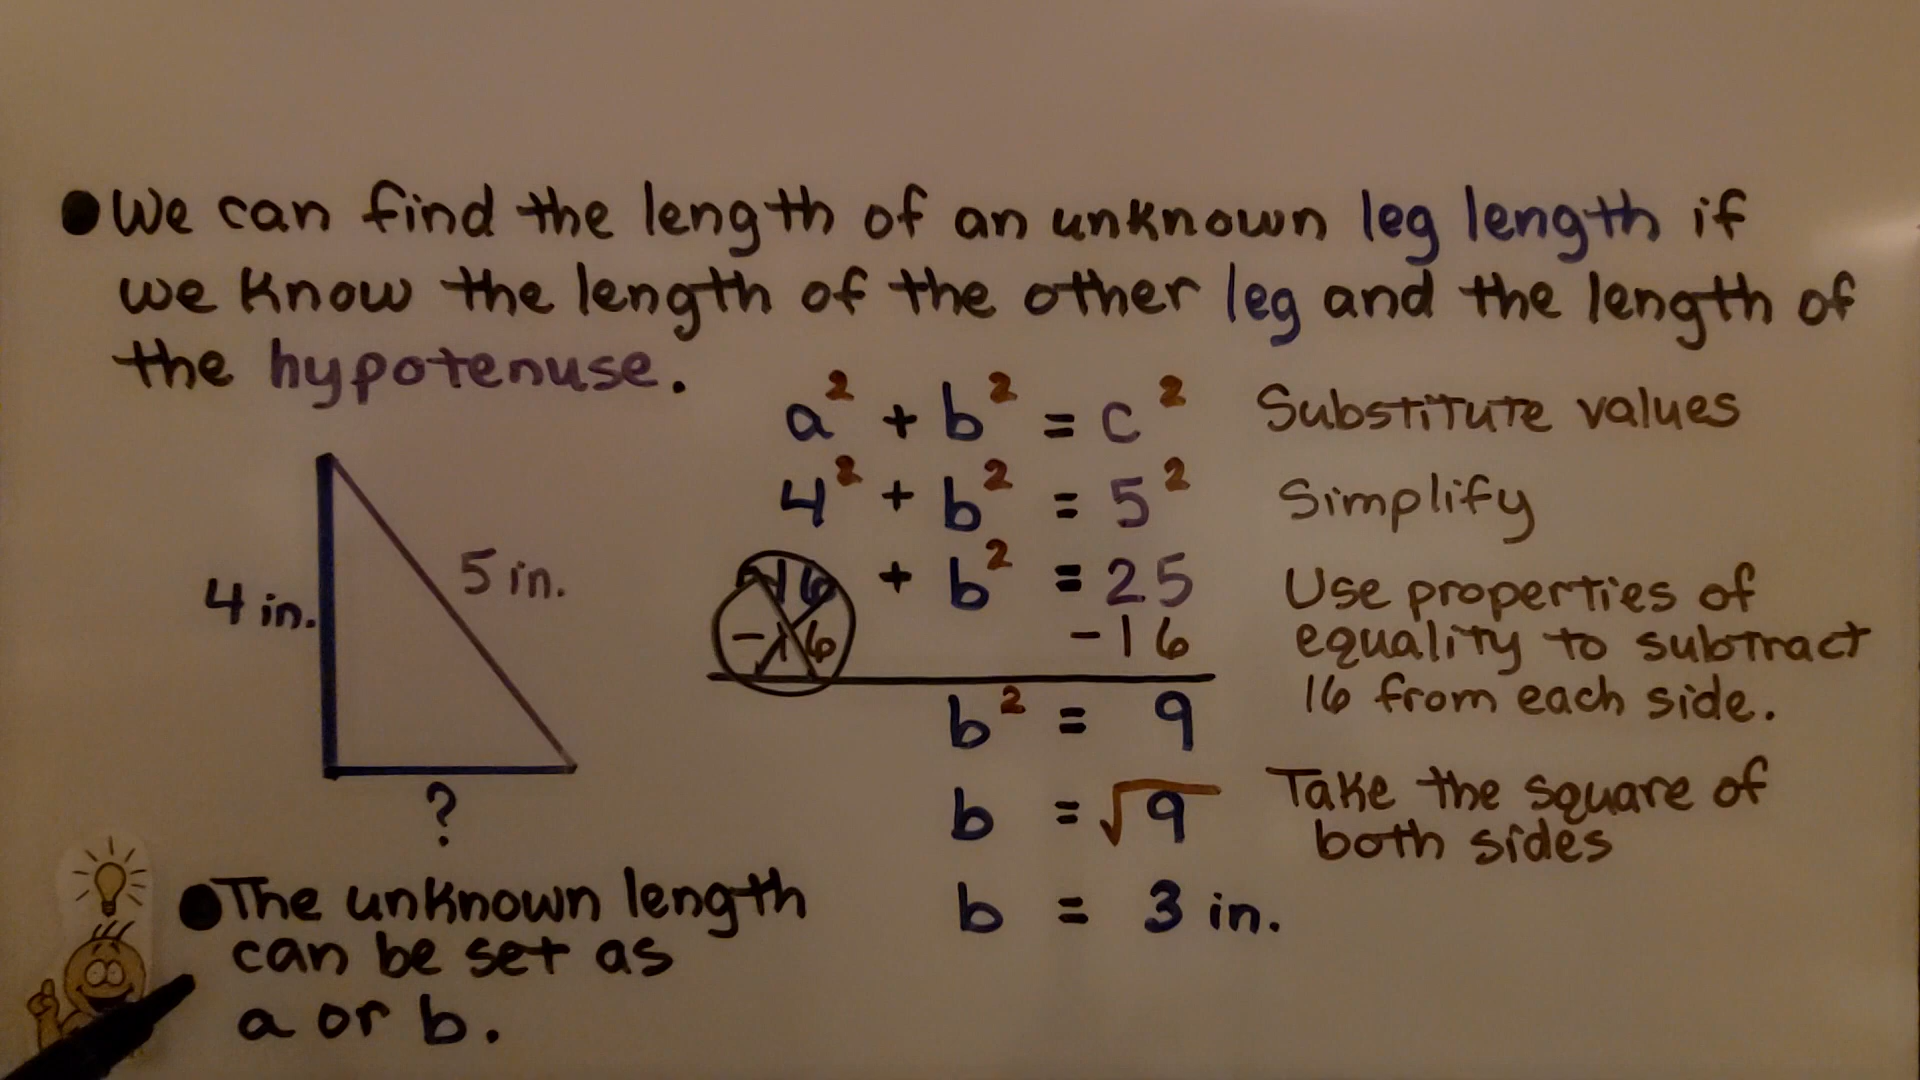 ●We can find the length of an unknown leg length if
we know the length of the other leg and the length of
the hypotenuse.
a² + b² = c² Substitute values
4² + b² = 5² Simplify
16 + b² = 25 Use properties of
-16 -16 equality to subtract
16 from each side.
b² = 9
b = √9 Take the square of
both sides
b = 3 in.
4 in.
5 in.
?
●The unknown length
can be set as
a or b.